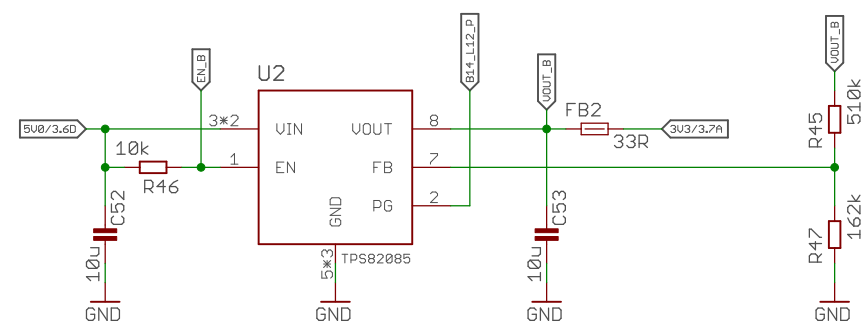 B14_L12_P
VOUT_B
EN_B
VOUT_B
U2
510k
FB2
5V0/3.6D
3*2
VIN
VOUT
8
3V3/3.7A
R45
10k
33R
1
EN
FB
7
R46
C52
GND
PG
2
C53
162k
R47
10u
5*3
TPS82085
10u
GND
GND
GND
GND